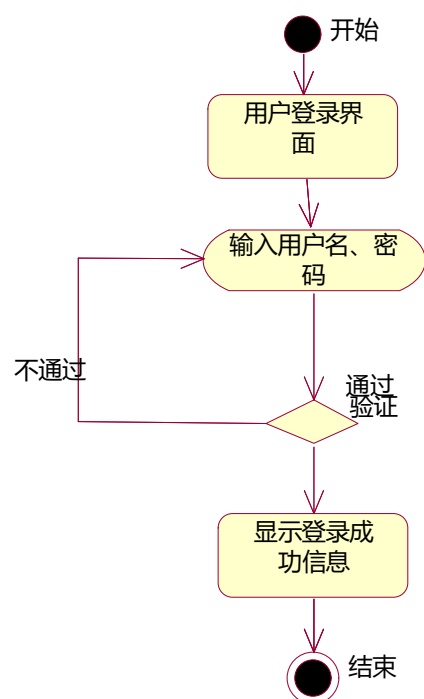 开始
用户登录界
面
输入用户名、密
码
不通过
通过
验证
显示登录成
功信息
结束